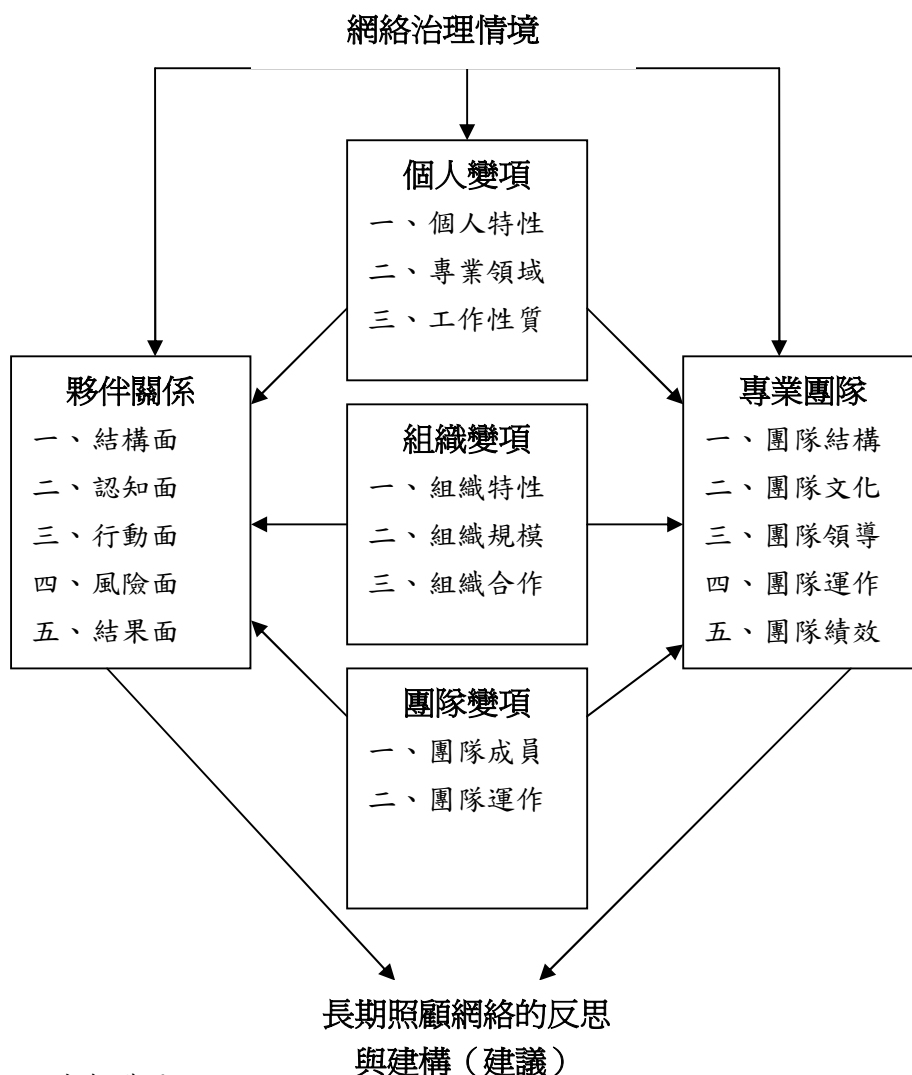 網絡治理情境
個人變項
一、個人特性
二、專業領域
三、工作性質
夥伴關係
一、結構面
二、認知面
三、行動面
四、風險面
五、結果面
組織變項
一、組織特性
二、組織規模
三、組織合作
專業團隊
一、團隊結構
二、團隊文化
三、團隊領導
四、團隊運作
五、團隊績效
團隊變項
一、團隊成員
二、團隊運作
長期照顧網絡的反思
與建構（建議）